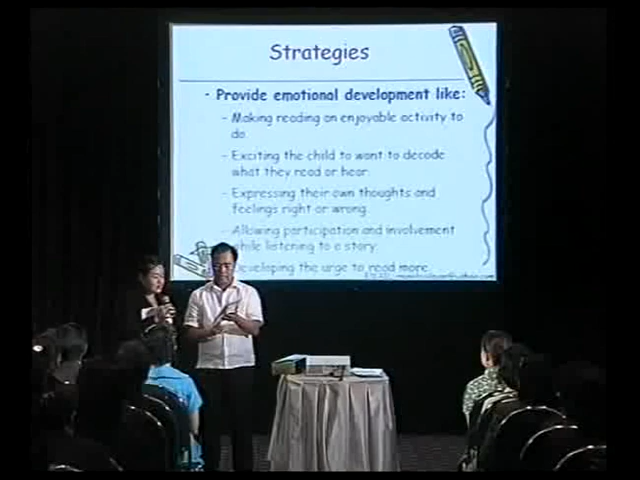 Strategies
• Provide emotional development like:
- Making reading an enjoyable activity to
do.
- Exciting the child to want to decode
what they read or hear.
- Expressing their own thoughts and
feelings right or wrong.
- Allowing participation and involvement
while listening to a story.
Developing the urge to read more.